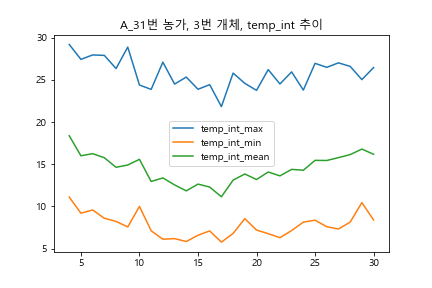 A_31번 농가, 3번 개체, temp_int 추이
30
25
20
15
10
5
temp_int_max
temp_int_min
temp_int_mean
5 10 15 20 25 30